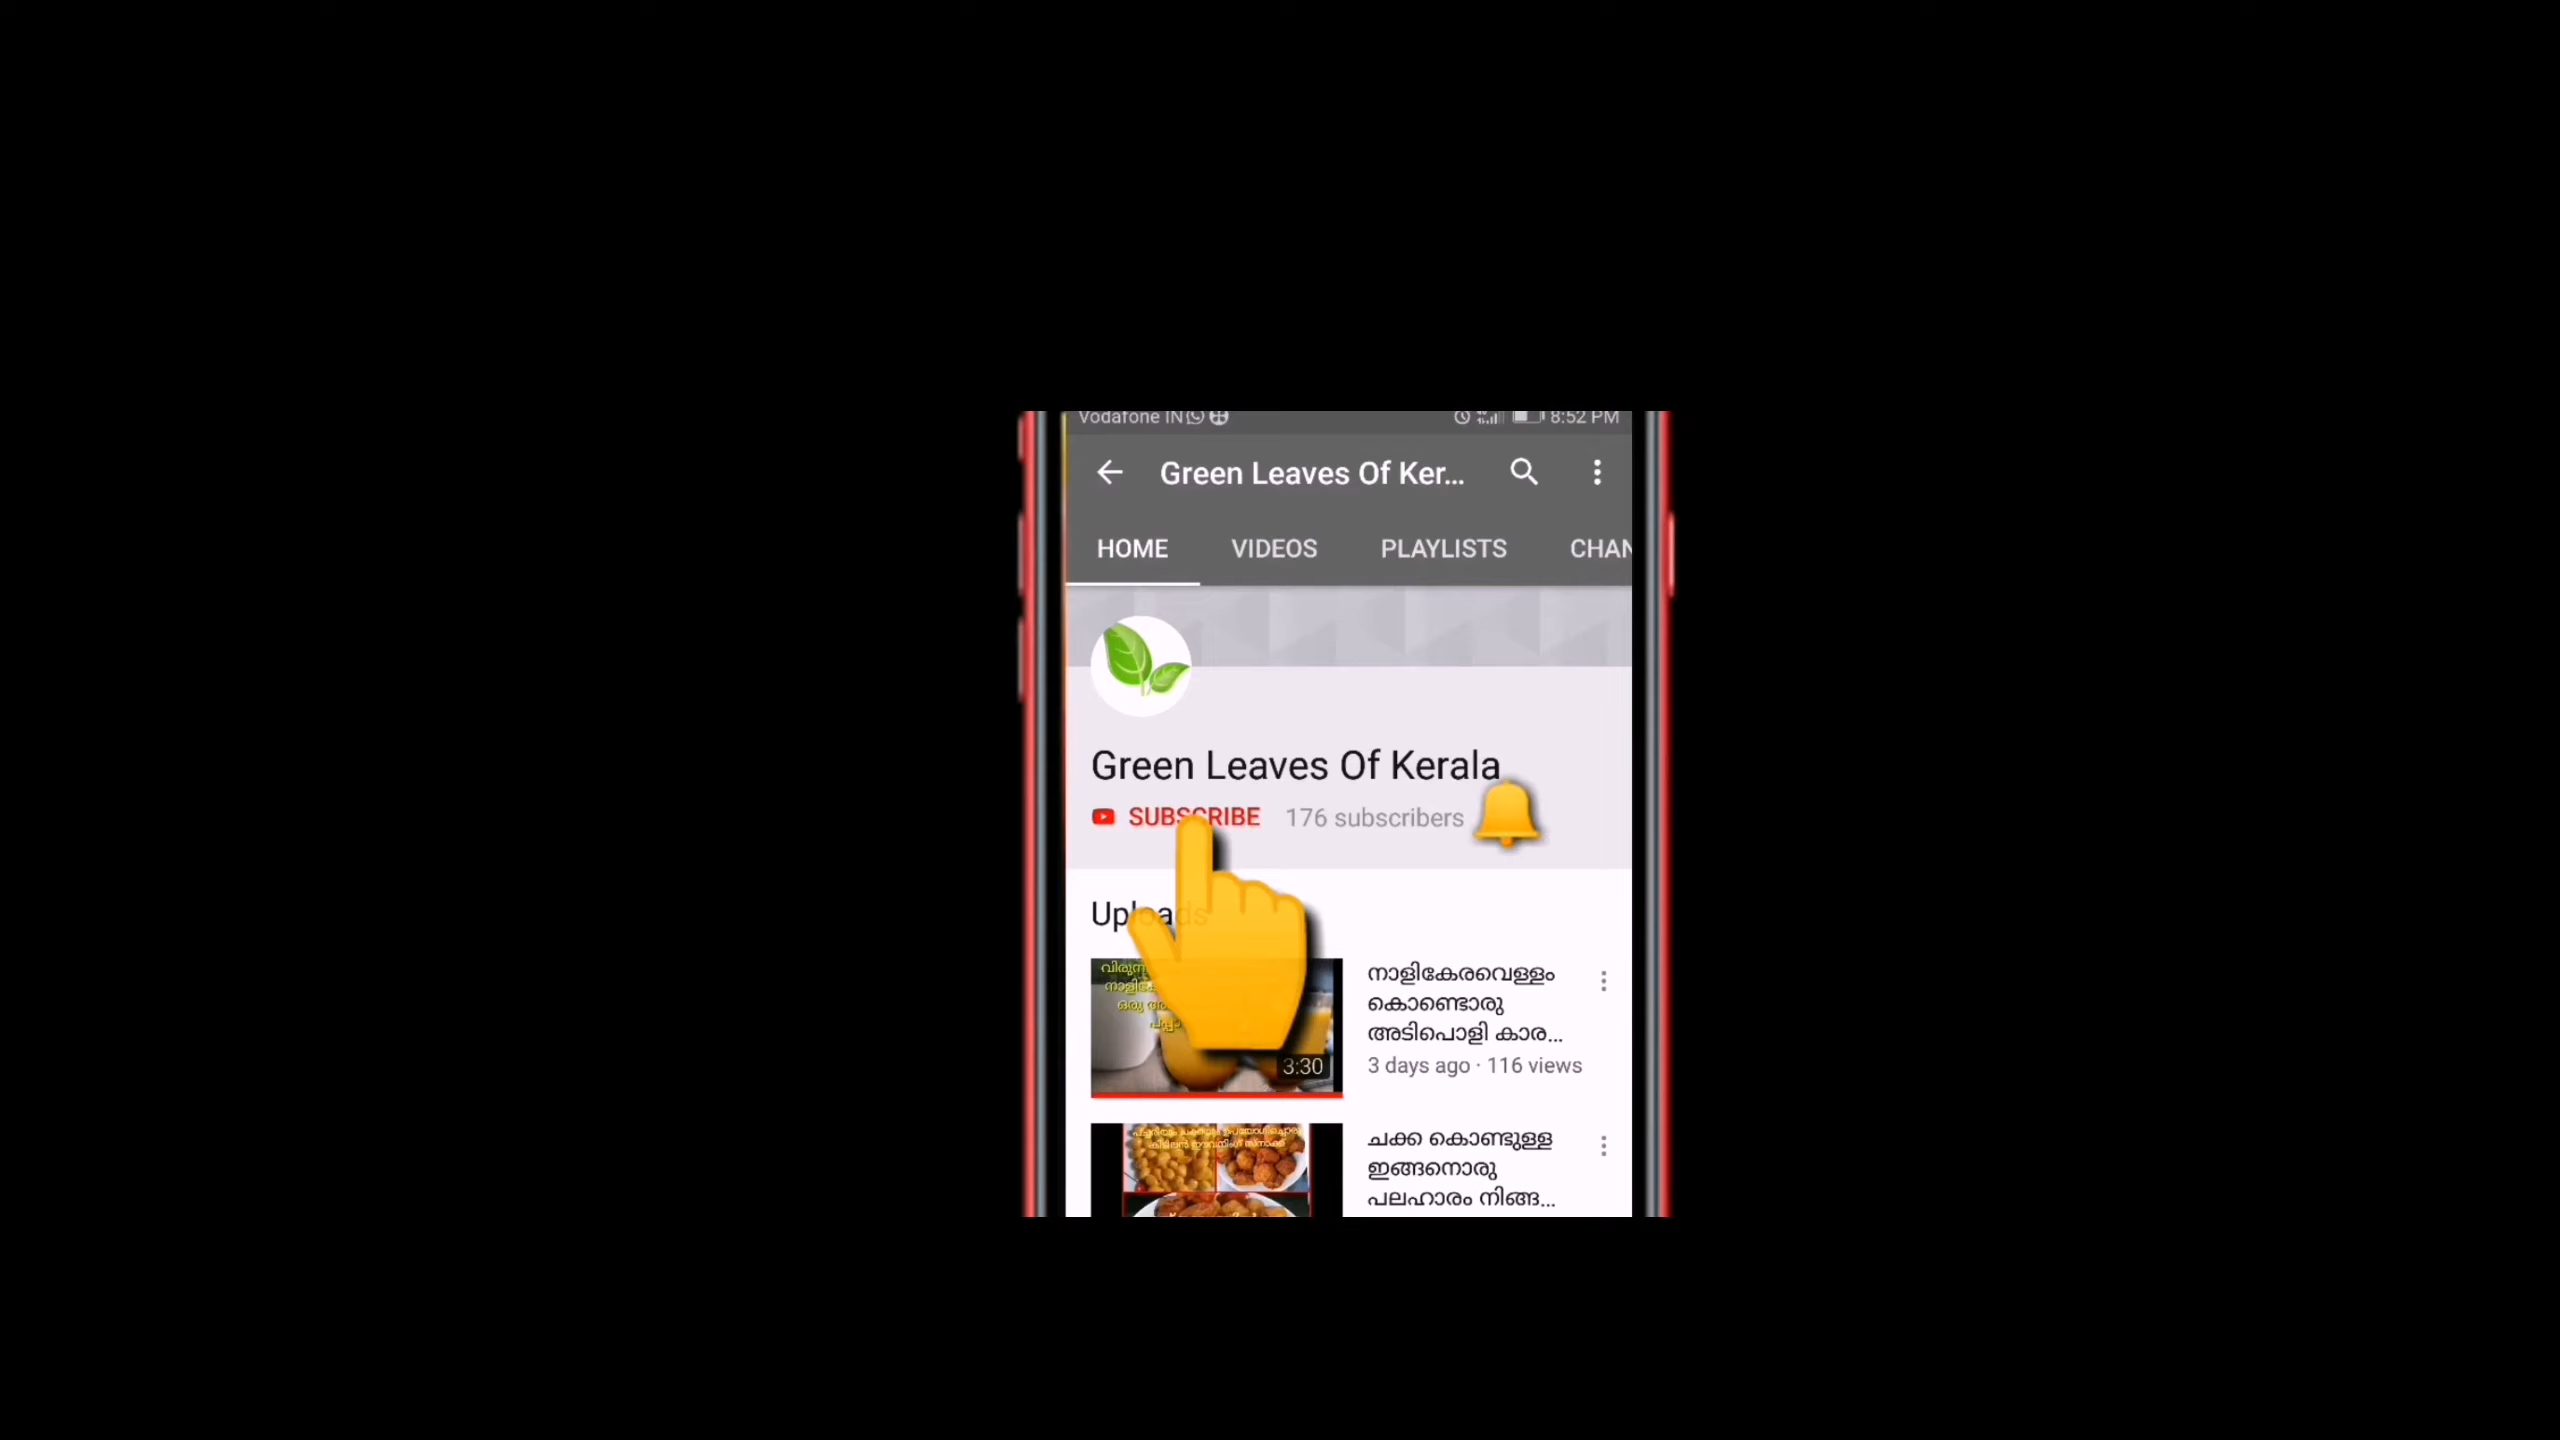 Vodafone IN 8:52 PM
Green Leaves Of Ker...
HOME VIDEOS PLAYLISTS CHAN
Green Leaves Of Kerala
SUBSCRIBE 176 subscribers
Uploads
നാളികേരവെള്ളം
കൊണ്ടൊരു
അടിപൊളി കാര...
3 days ago · 116 views
3:30
ചക്ക കൊണ്ടുള്ള
ഇങ്ങനൊരു
പലഹാരം നിങ്ങ...